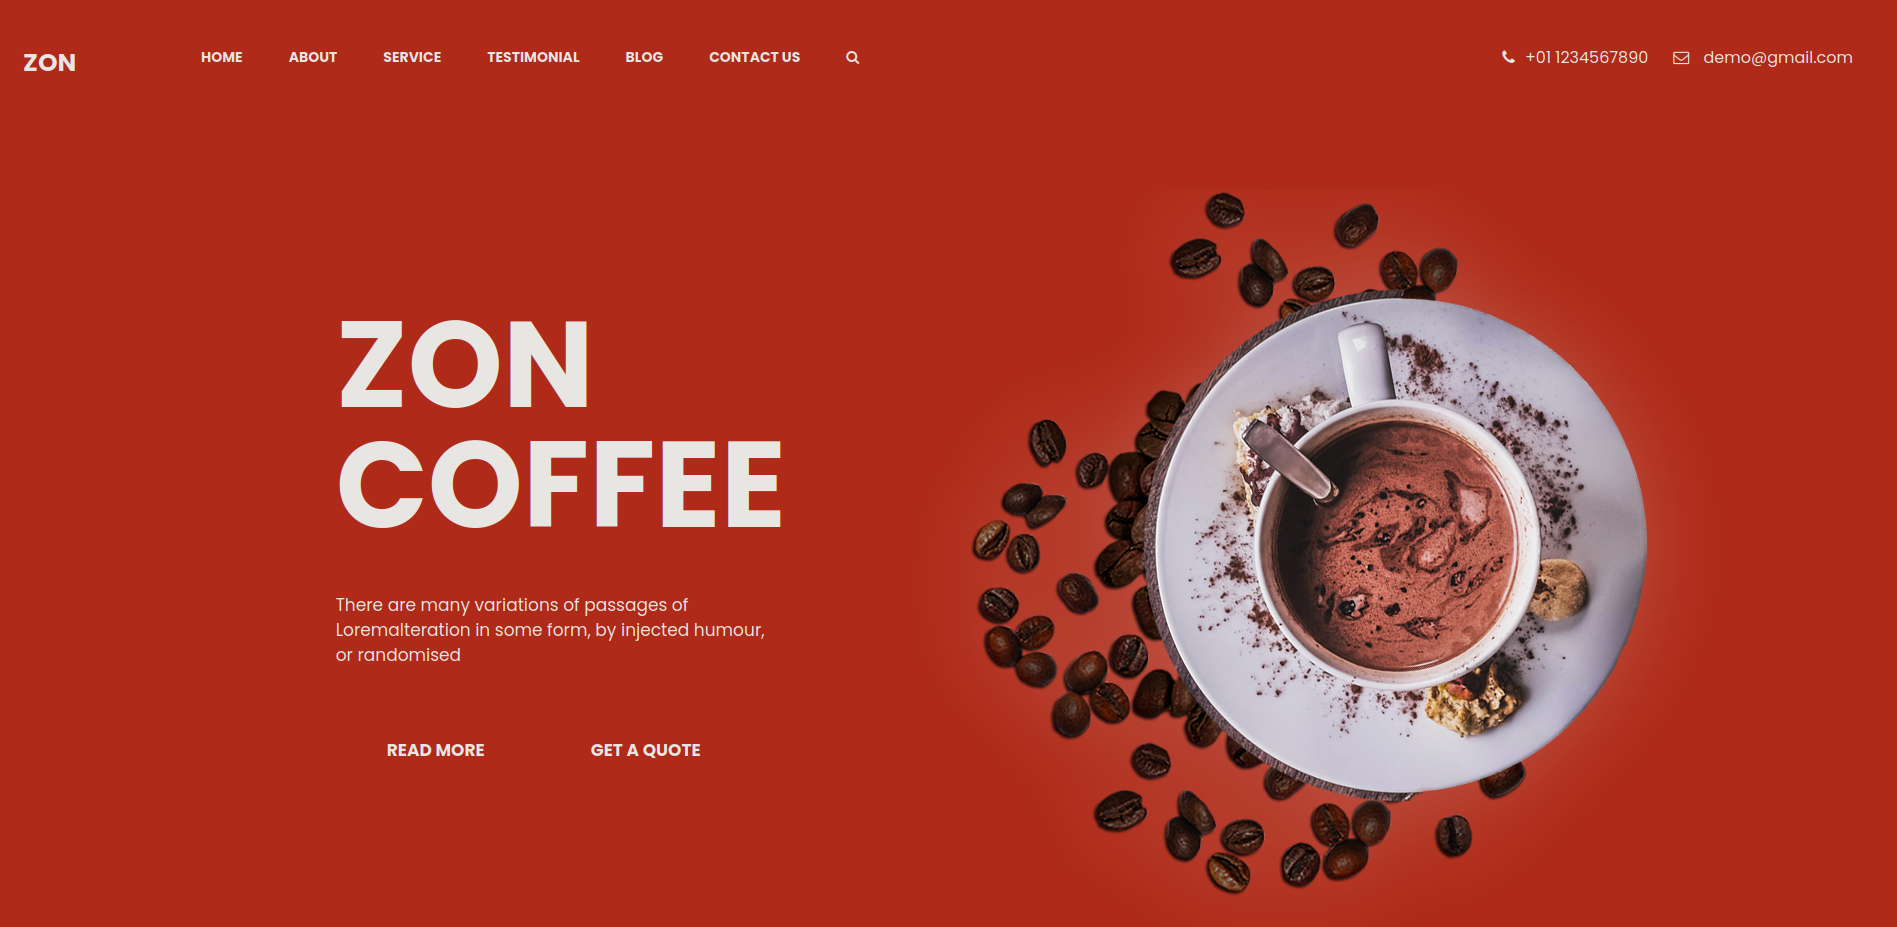 ZON
HOME ABOUT SERVICE TESTIMONIAL BLOG CONTACT US
+01 1234567890 demo@gmail.com
ZON
COFFEE
There are many variations of passages of
Loremalteration in some form, by injected humour,
or randomised
READ MORE GET A QUOTE